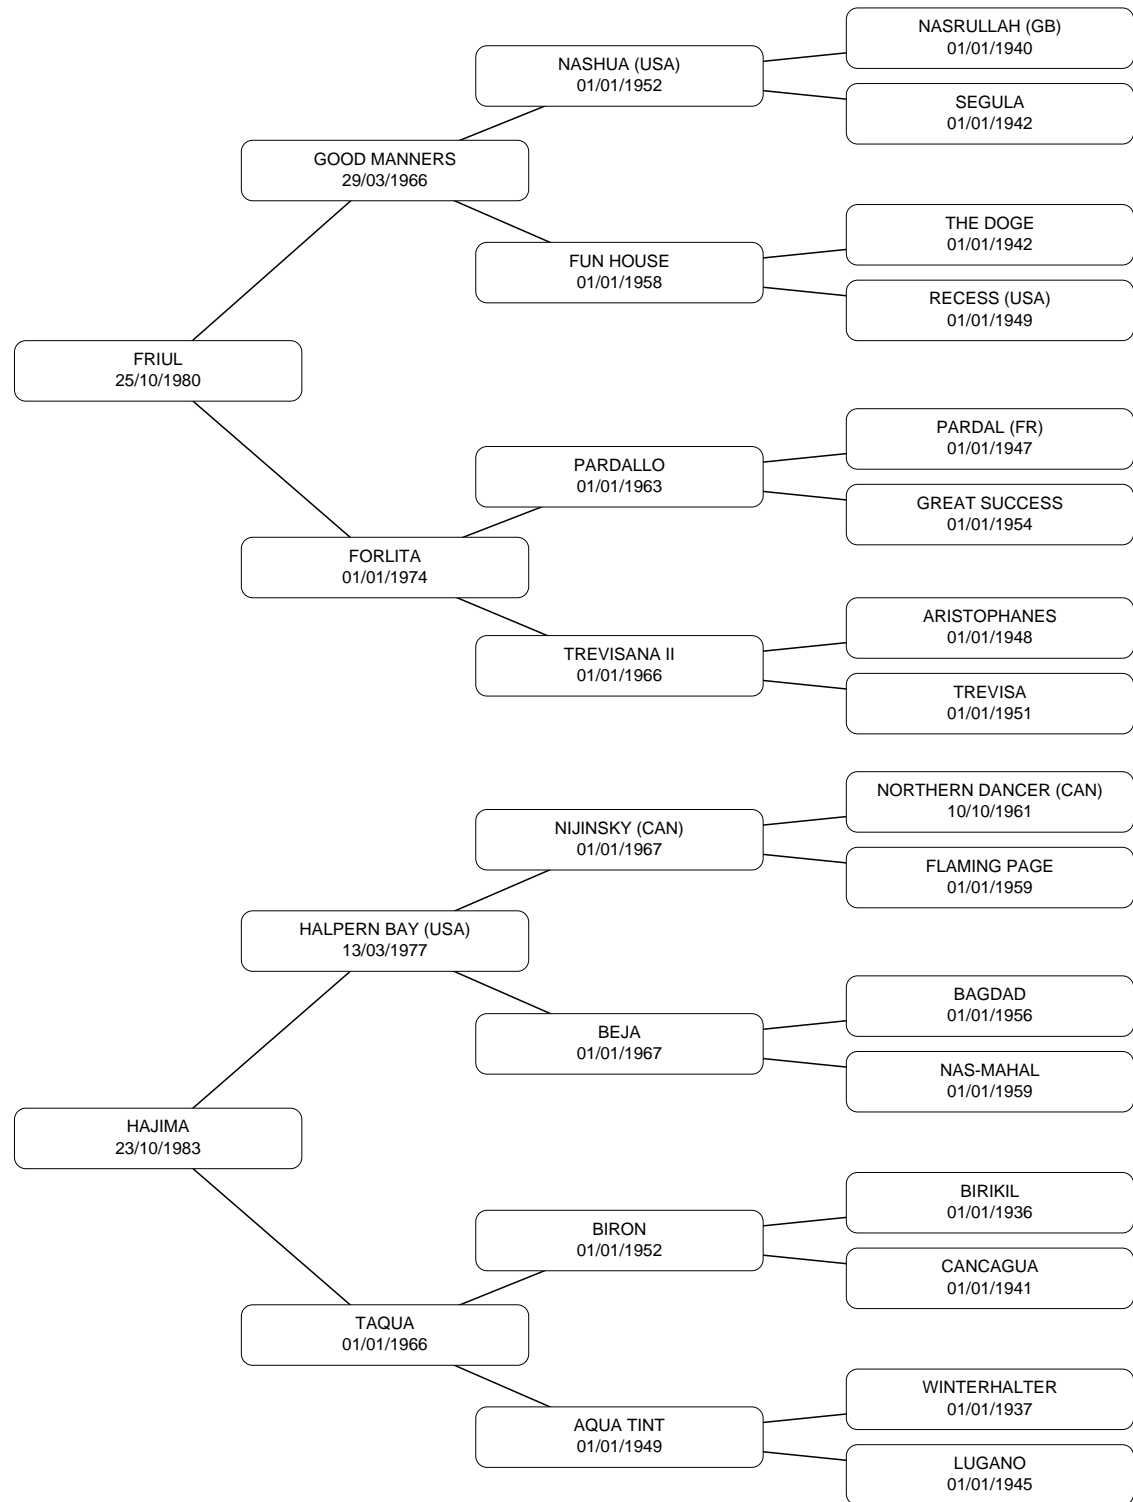 NASRULLAH (GB)
01/01/1940
NASHUA (USA)
01/01/1952
SEGULA
01/01/1942
GOOD MANNERS
29/03/1966
THE DOGE
01/01/1942
FUN HOUSE
01/01/1958
RECESS (USA)
01/01/1949
FRIUL
25/10/1980
PARDAL (FR)
01/01/1947
PARDALLO
01/01/1963
GREAT SUCCESS
01/01/1954
FORLITA
01/01/1974
ARISTOPHANES
01/01/1948
TREVISANA II
01/01/1966
TREVISA
01/01/1951
NORTHERN DANCER (CAN)
10/10/1961
NIJINSKY (CAN)
01/01/1967
FLAMING PAGE
01/01/1959
HALPERN BAY (USA)
13/03/1977
BAGDAD
01/01/1956
BEJA
01/01/1967
NAS-MAHAL
01/01/1959
HAJIMA
23/10/1983
BIRIKIL
01/01/1936
BIRON
01/01/1952
CANCAGUA
01/01/1941
TAQUA
01/01/1966
WINTERHALTER
01/01/1937
AQUA TINT
01/01/1949
LUGANO
01/01/1945